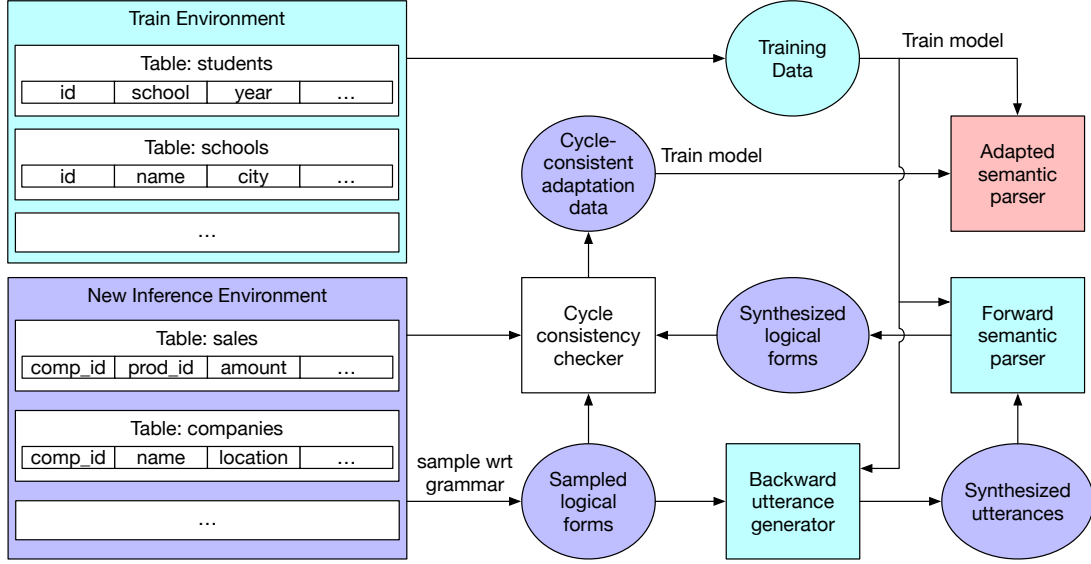 Train Environment
Table: students
id school year ...
Table: schools
id name city ...
...
New Inference Environment
Table: sales
comp_id prod_id amount ...
Table: companies
comp_id name location ...
...
sample wrt
grammar
Training
Data
Train model
Cycle-
consistent
adaptation
data
Train model
Adapted
semantic
parser
Cycle
consistency
checker
Synthesized
logical
forms
Forward
semantic
parser
Sampled
logical
forms
Backward
utterance
generator
Synthesized
utterances